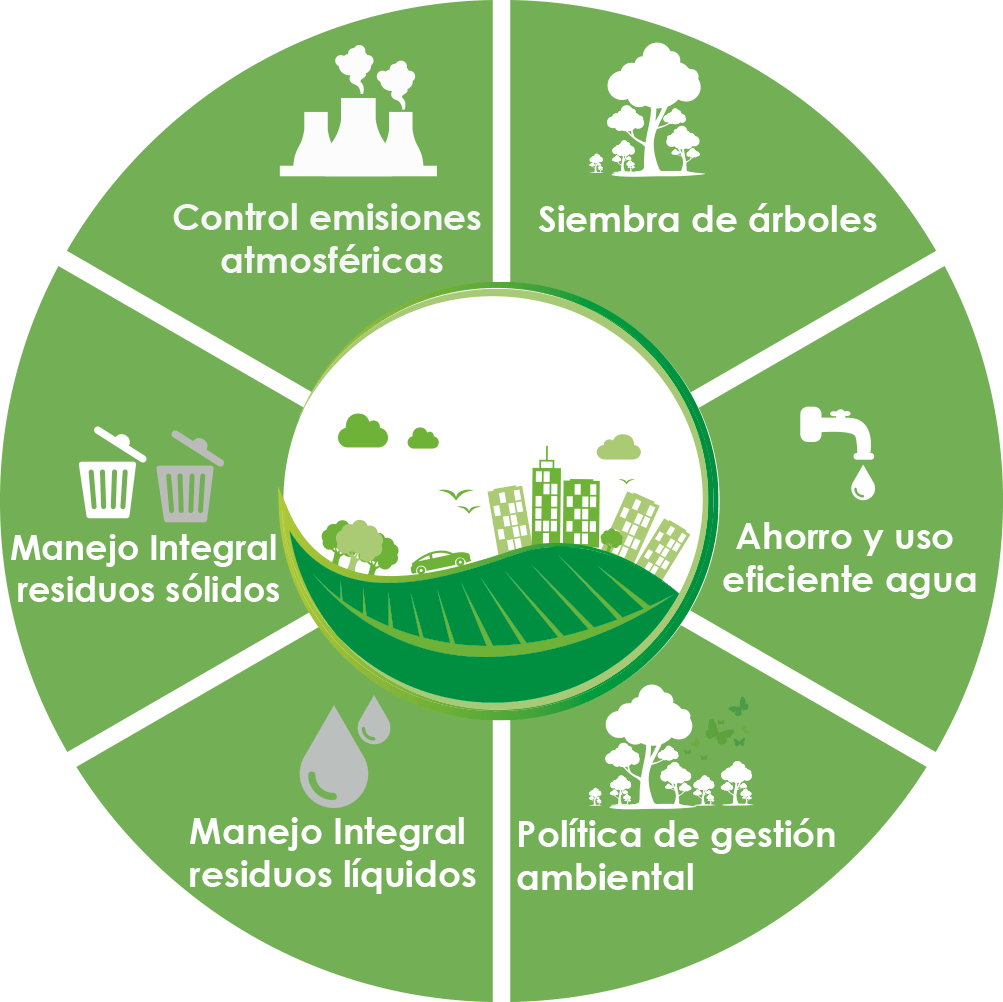 Control emisiones
atmosféricas
Siembra de árboles
Manejo Integral
residuos sólidos
Ahorro y uso
eficiente agua
Manejo Integral
residuos líquidos
Política de gestión
ambiental